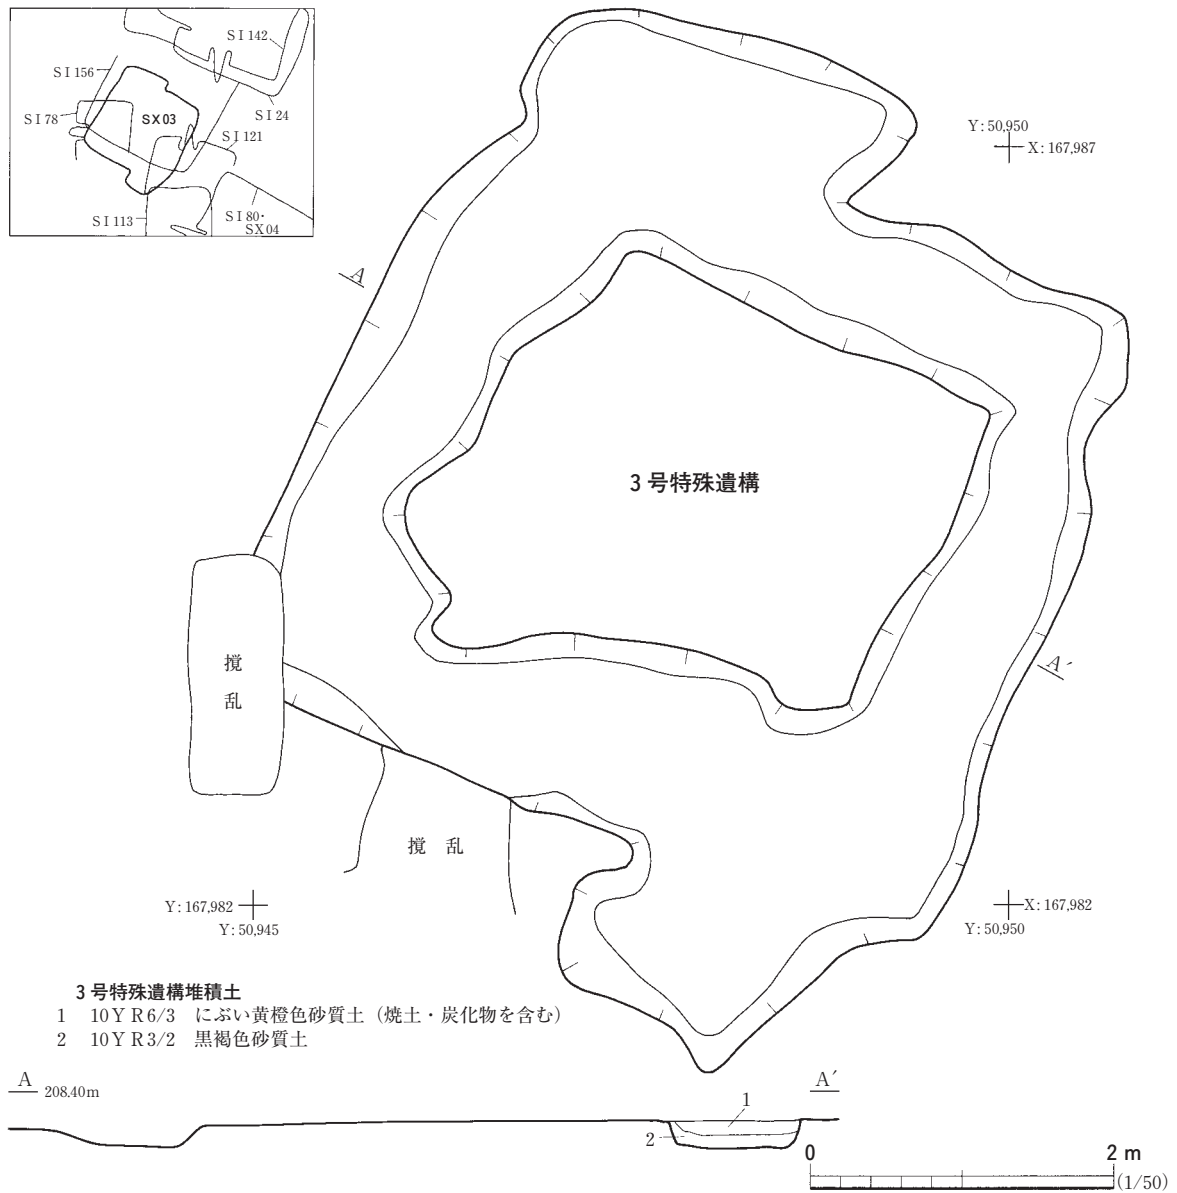 SI142
SI156
SI24
SI78
SX03
SI121
SI113
SI80・
SX04
Y: 50,950
X: 167,987
A
3号特殊遺構
撹
乱
A′
撹 乱
Y: 167,982
Y: 50,945
X: 167,982
Y: 50,950
3号特殊遺構堆積土
1 10YR6/3 にぶい黄橙色砂質土（焼土・炭化物を含む）
2 10YR3/2 黒褐色砂質土
A 208.40m
A′
1
2
0 2 m
(1/50)